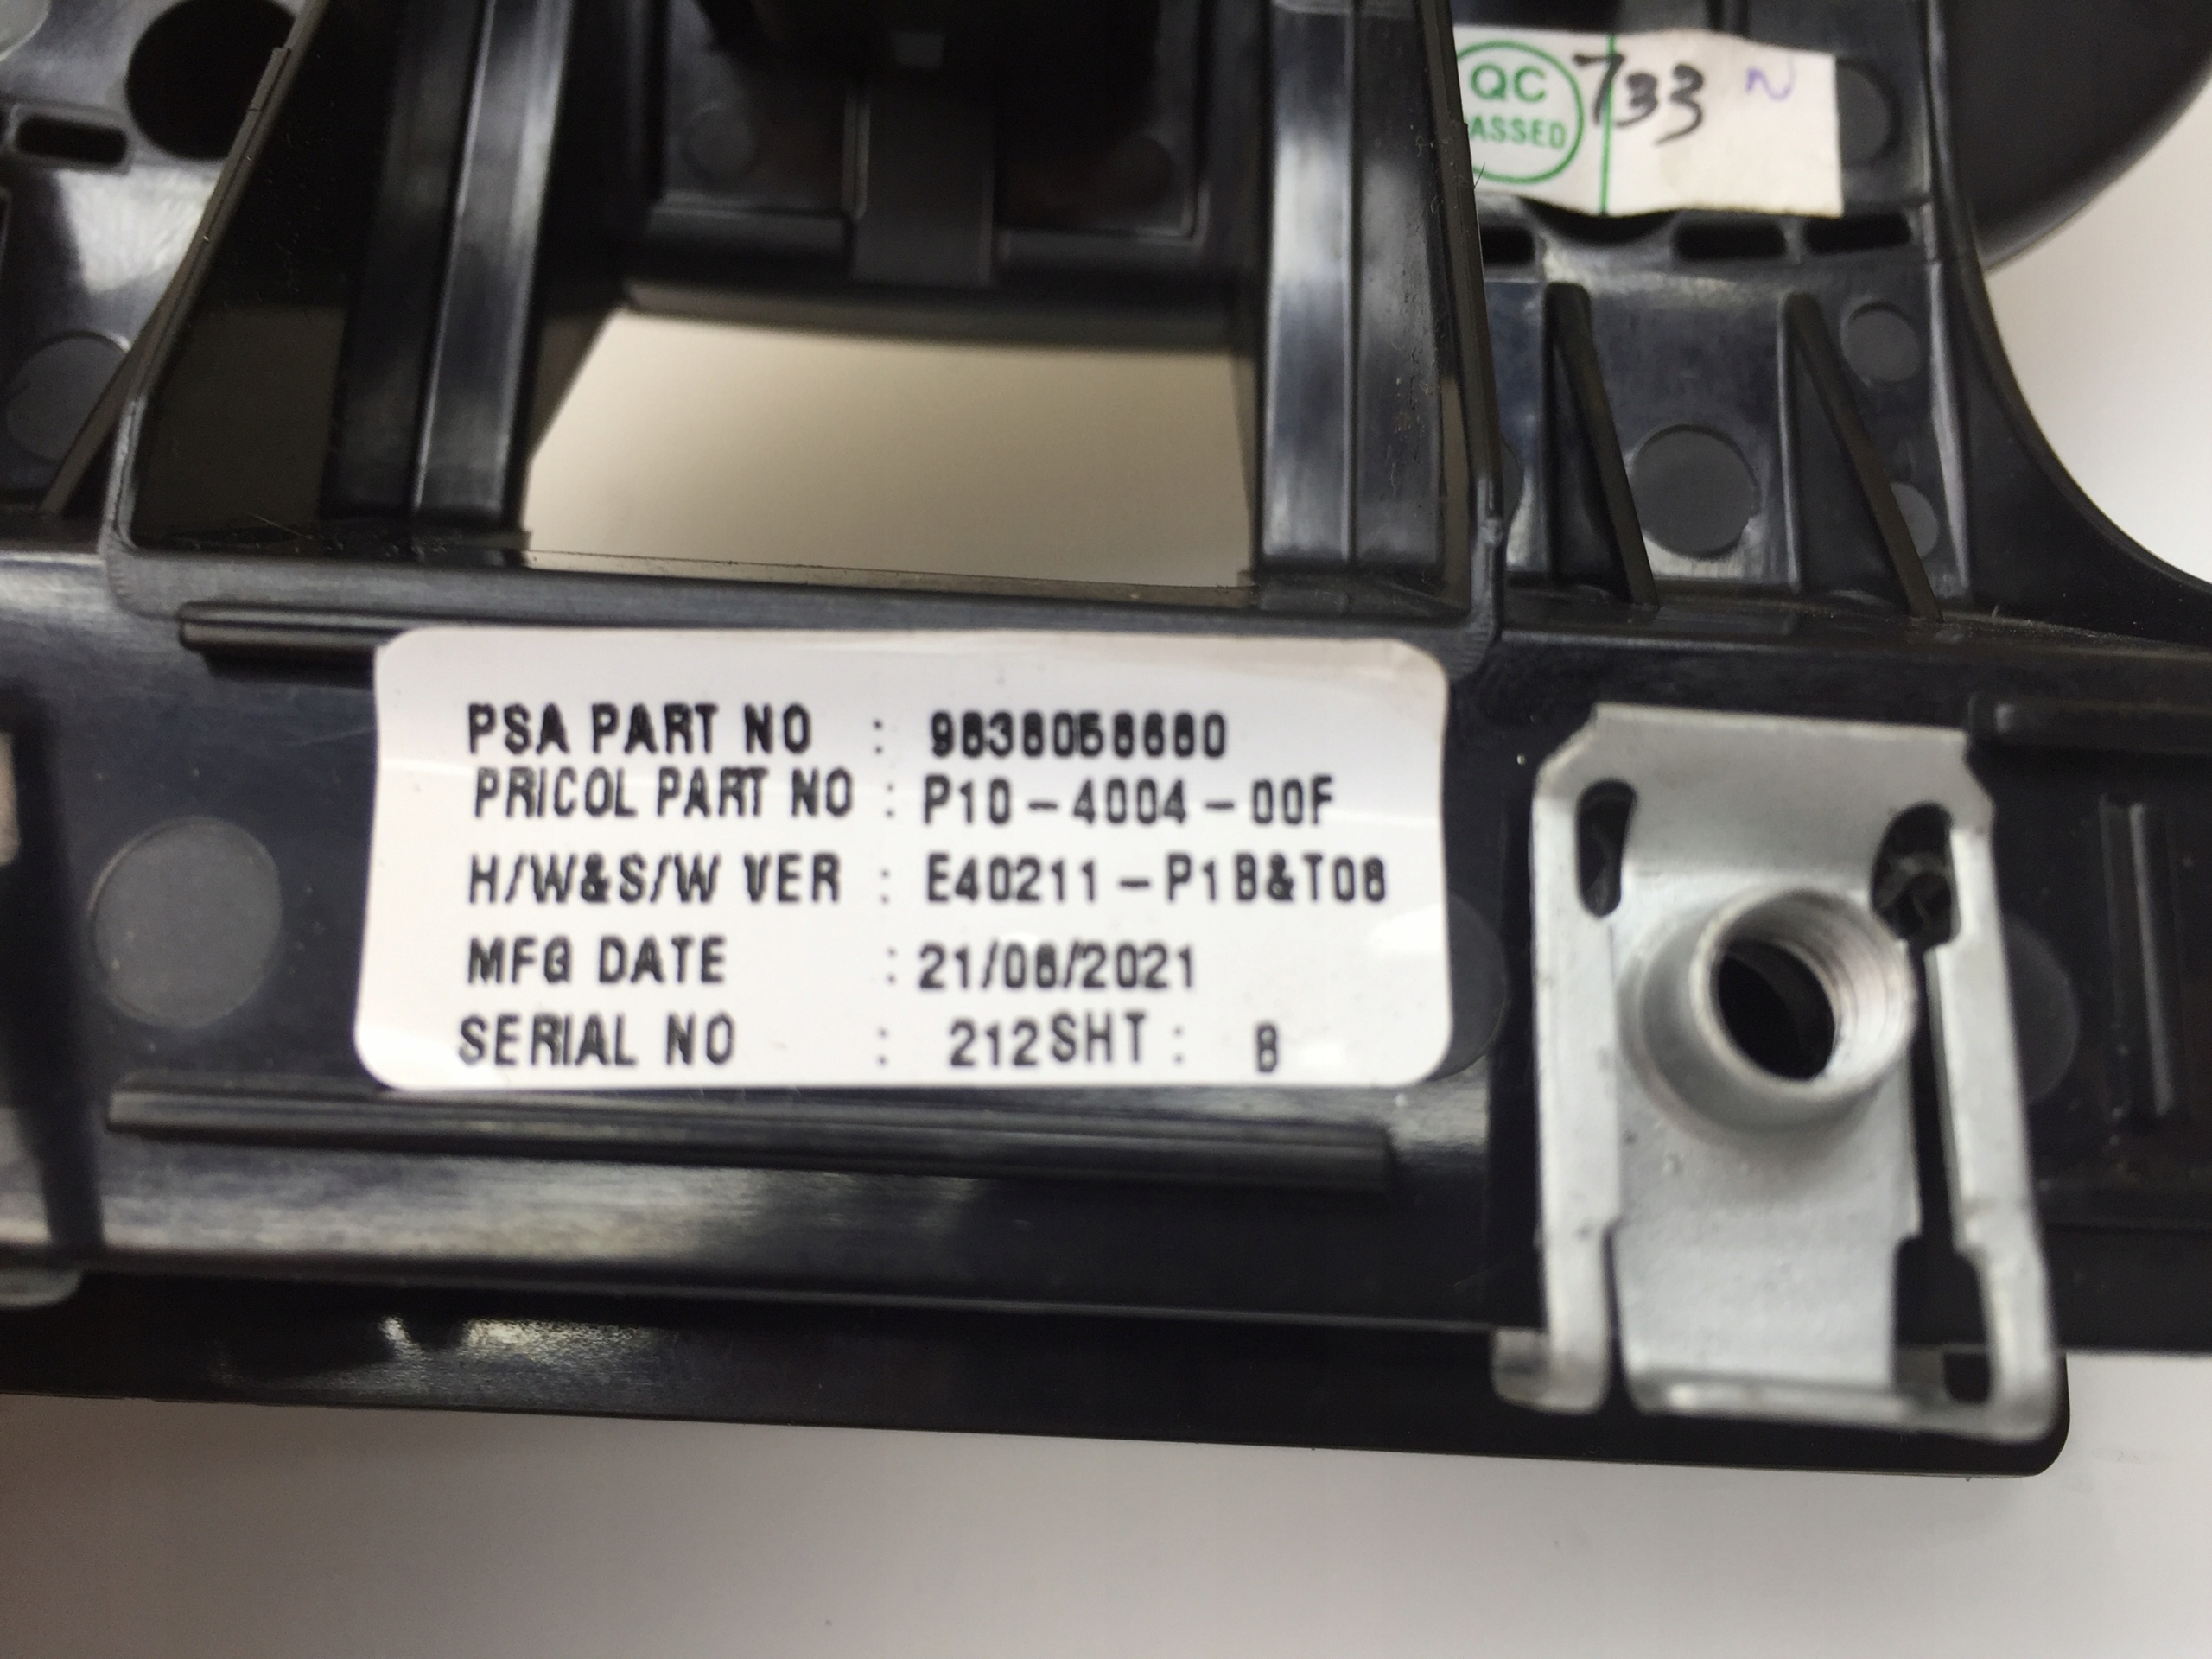 QC 733 N
ASSED
PSA PART NO :
PRICOL PART NO : P10-4004-00F
H/W&S/W VER : E40211-P1B&T08
MFG DATE : 21/06/2021
SERIAL NO : 212SHT : B